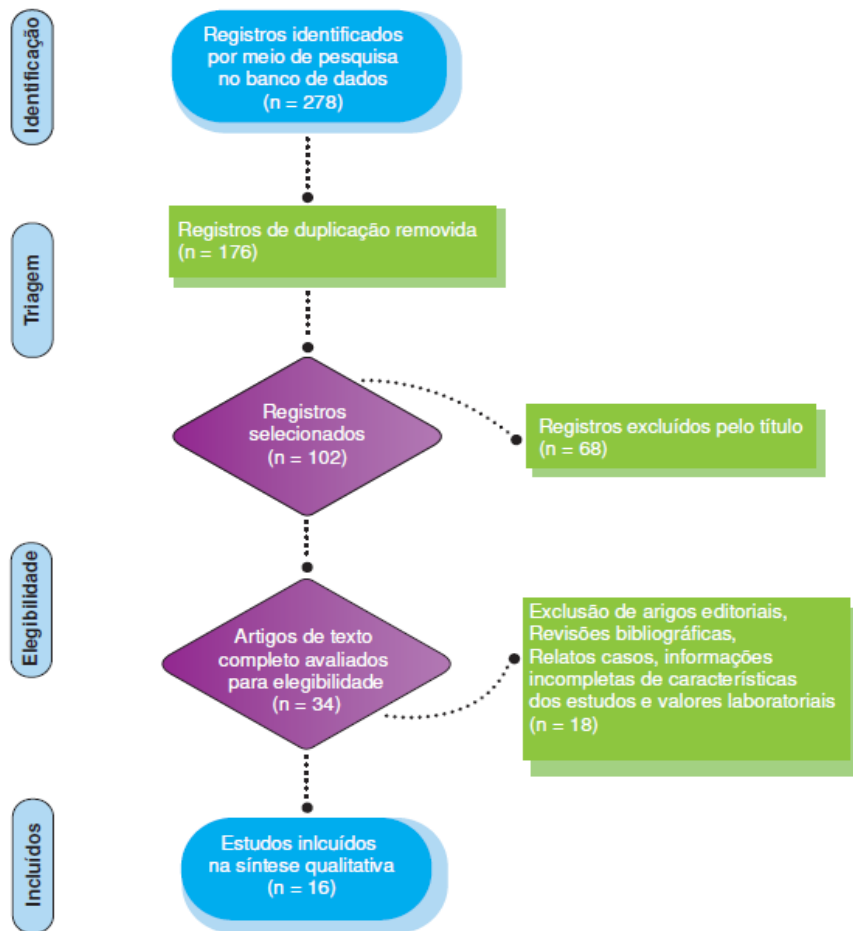 Identificação
Registros identificados
por meio de pesquisa
no banco de dados
(n = 278)
Triagem
Registros de duplicação removida
(n = 176)
Registros
selecionados
(n = 102)
Registros excluídos pelo título
(n = 68)
Elegibilidade
Artigos de texto
completo avaliados
para elegibilidade
(n = 34)
Exclusão de arigos editoriais,
Revisões bibliográficas,
Relatos casos, informações
incompletas de características
dos estudos e valores laboratoriais
(n = 18)
Incluídos
Estudos inlcuídos
na síntese qualitativa
(n = 16)